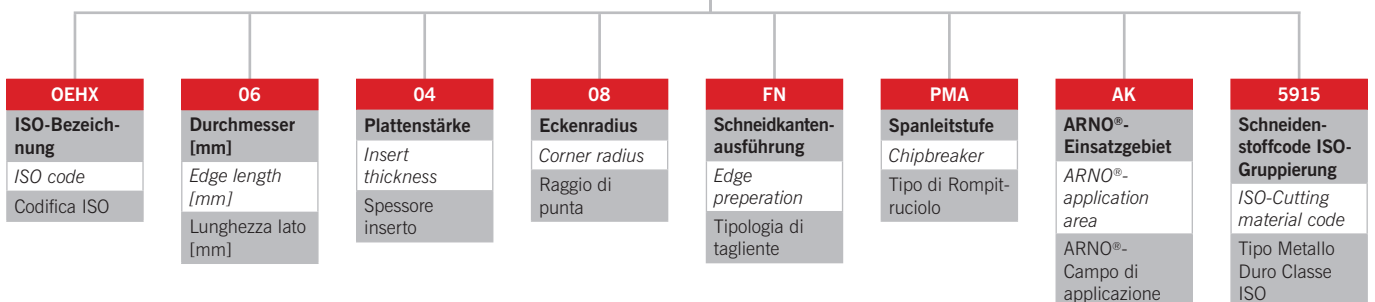 OEHX
ISO-Bezeich-
nung
ISO code
Codifica ISO
06
Durchmesser
[mm]
Edge length
[mm]
Lunghezza lato
[mm]
04
Plattenstärke
Insert
thickness
Spessore
inserto
08
Eckenradius
Corner radius
Raggio di
punta
FN
Schneidkanten-
ausführung
Edge
preperation
Tipologia di
tagliente
PMA
Spanleitstufe
Chipbreaker
Tipo di Rompit-
ruciolo
AK
ARNO®-
Einsatzgebiet
ARNO®-
application
area
ARNO®-
Campo di
applicazione
5915
Schneiden-
stoffcode ISO-
Gruppierung
ISO-Cutting
material code
Tipo Metallo
Duro Classe
ISO